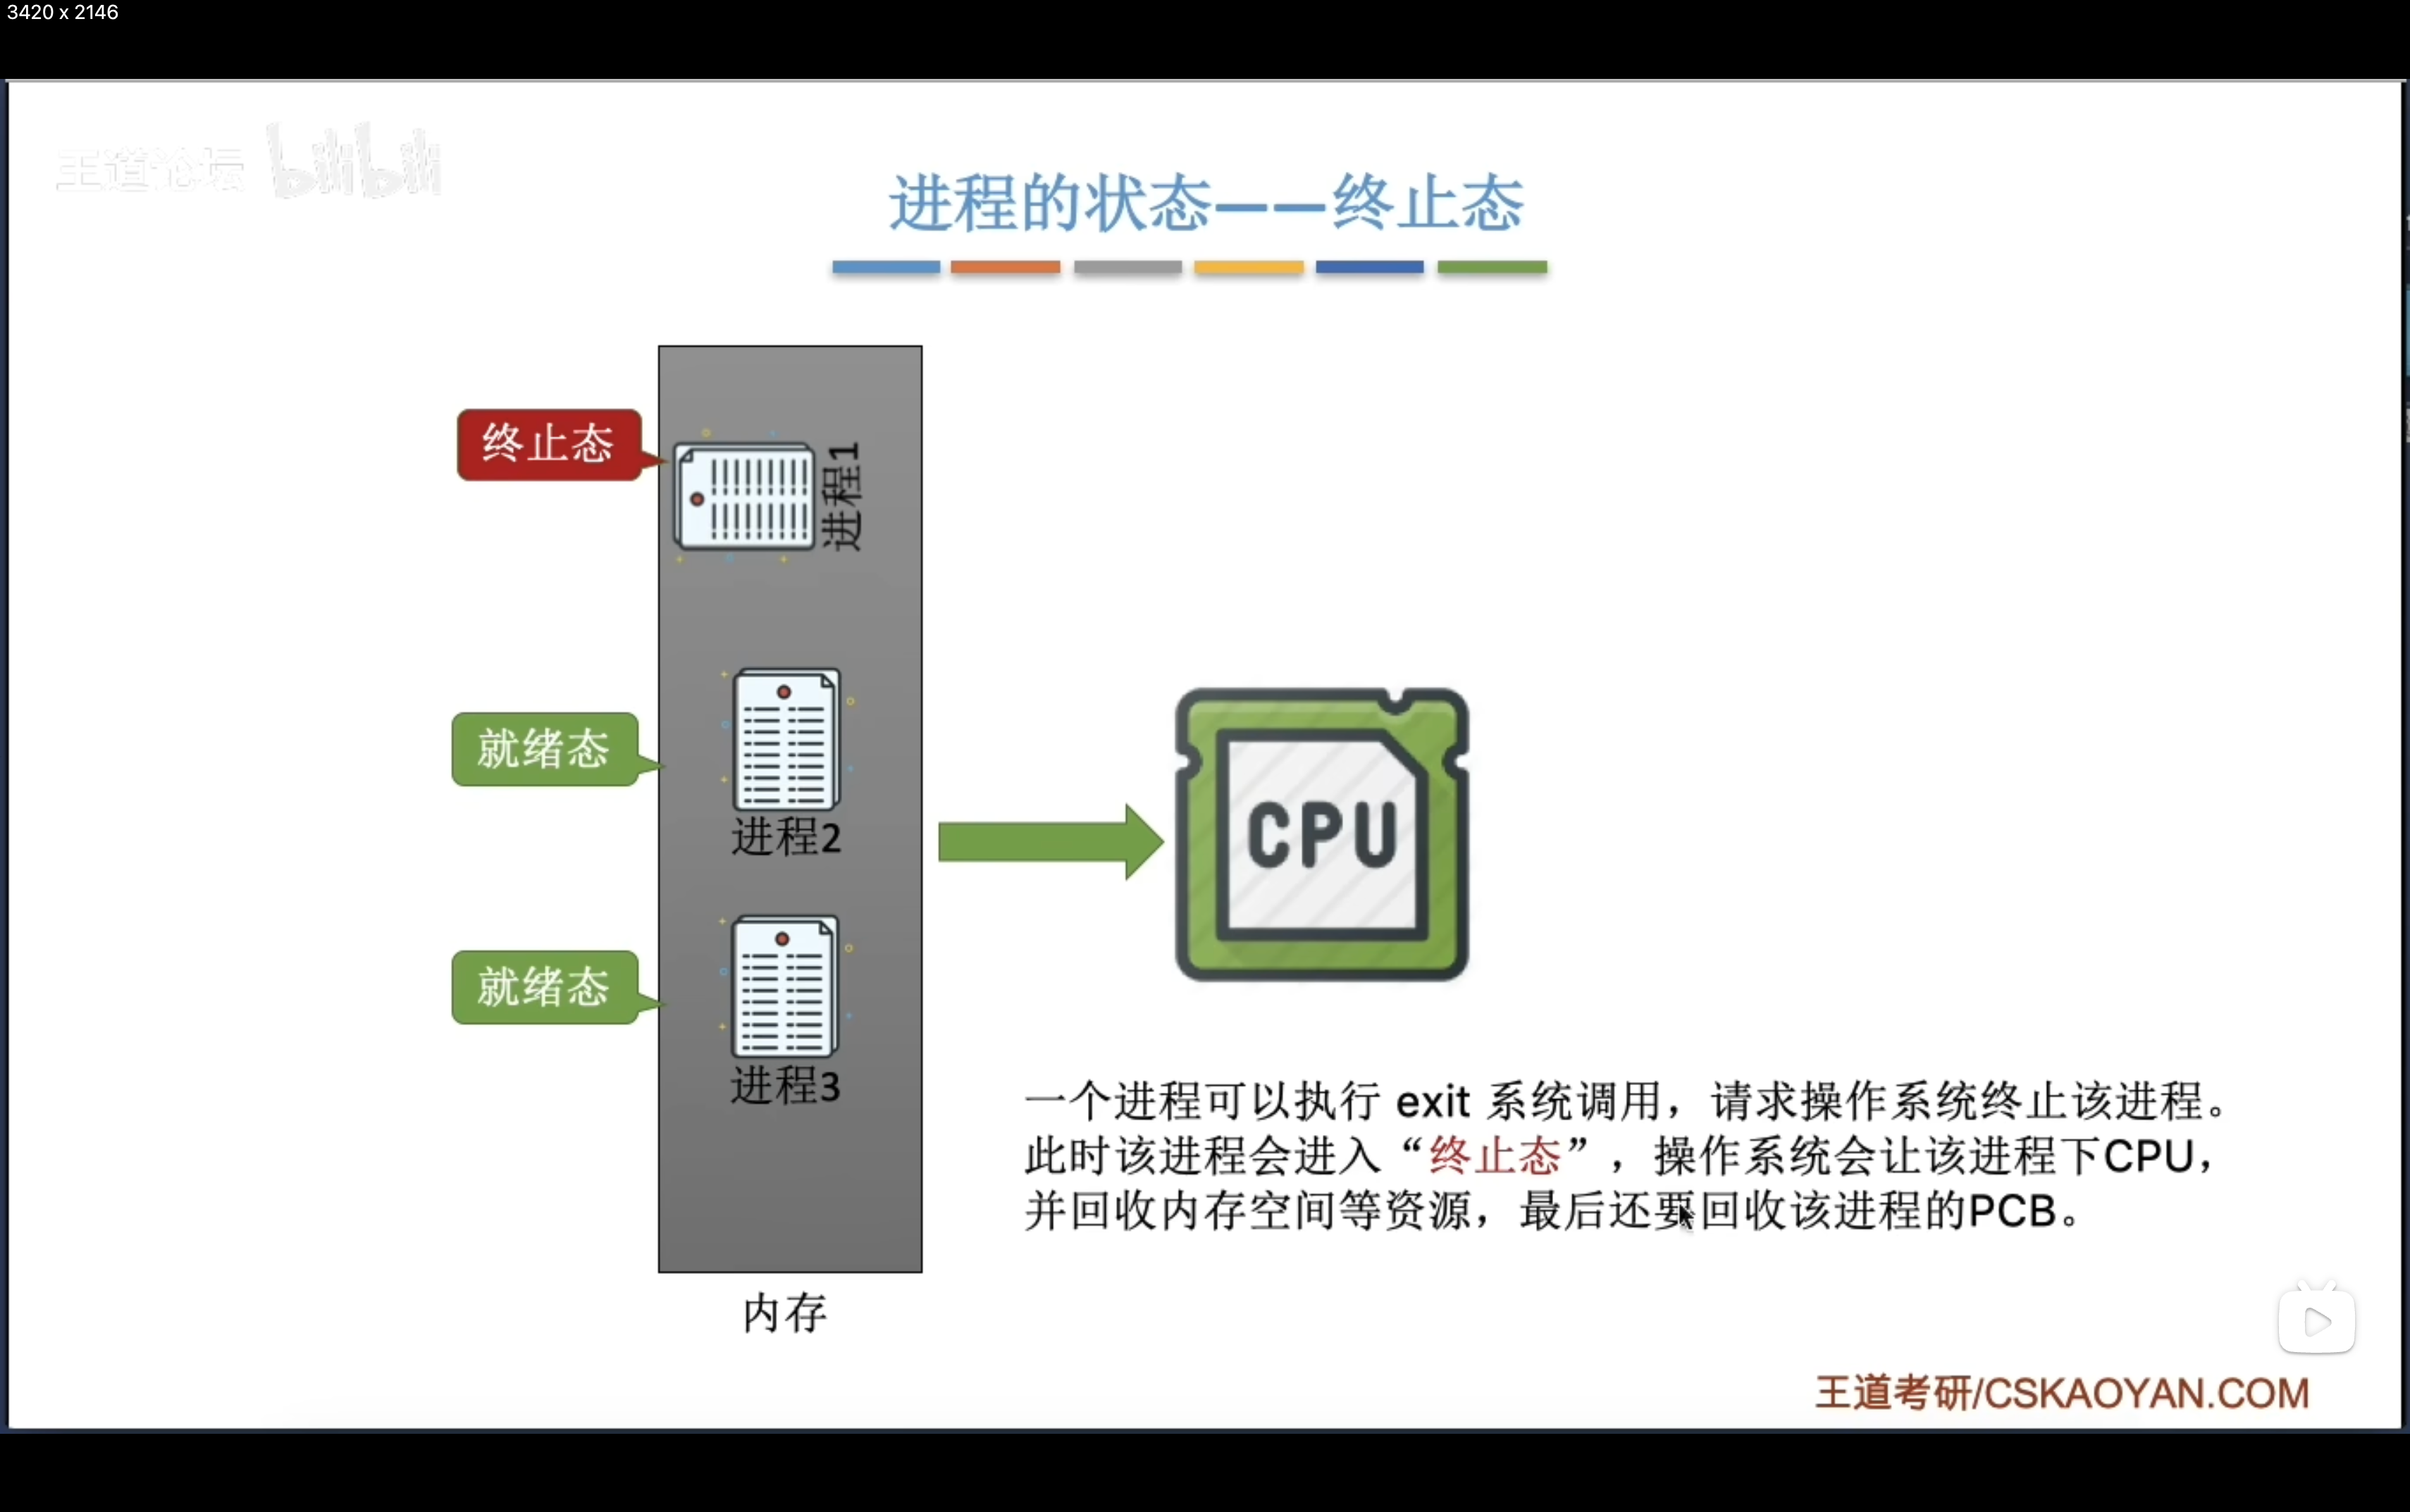 3420 x 2146
王道论坛 bilibili
进程的状态——终止态
终止态
进程1
就绪态
进程2
CPU
就绪态
进程3
一个进程可以执行 exit 系统调用，请求操作系统终止该进程。
此时该进程会进入“终止态”，操作系统会让该进程下CPU，
并回收内存空间等资源，最后还要回收该进程的PCB。
内存
王道考研/CSKAOYAN.COM